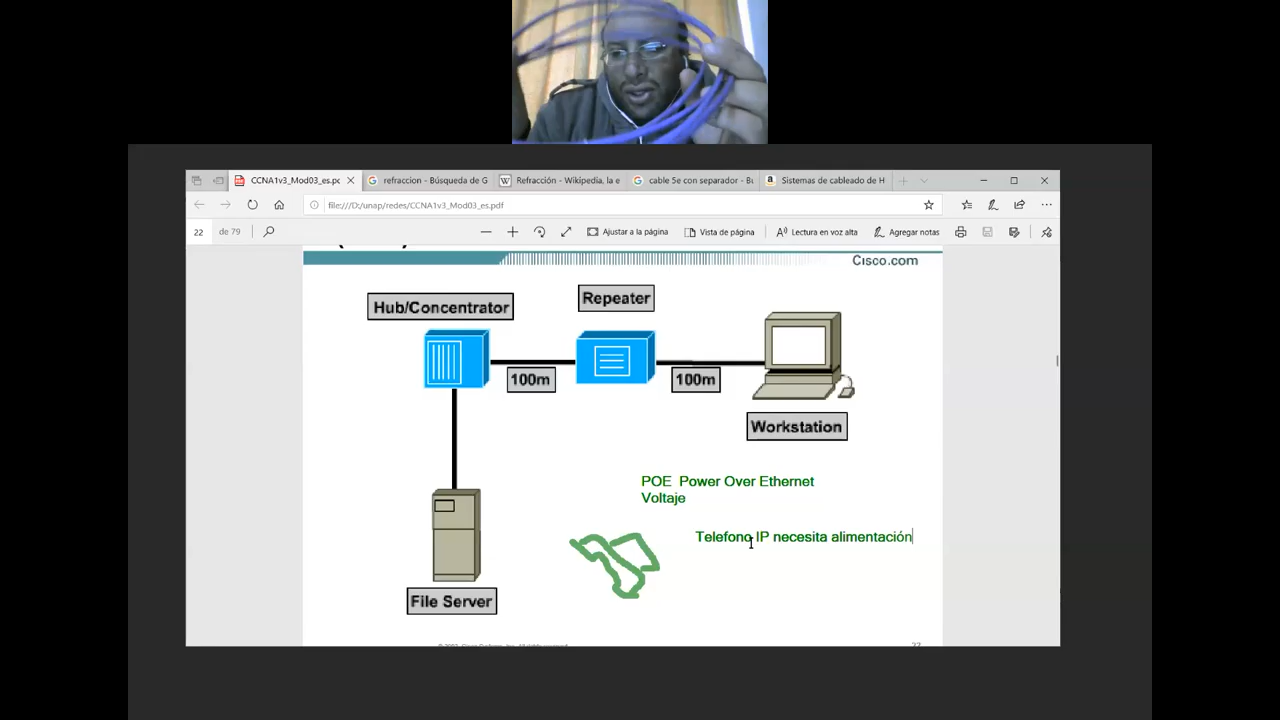 CCNA1v3_Mod03_es.pc
refraccion - Búsqueda de G
Refracción - Wikipedia, la e
cable 5e con separador - Bu
Sistemas de cableado de H
file:///D:/unap/redes/CCNA1v3_Mod03_es.pdf
22 de 79
Ajustar a la página
Vista de página
Lectura en voz alta
Agregar notas
Cisco.com
Hub/Concentrator
Repeater
100m
100m
Workstation
POE Power Over Ethernet
Voltaje
Telefono IP necesita alimentación
File Server